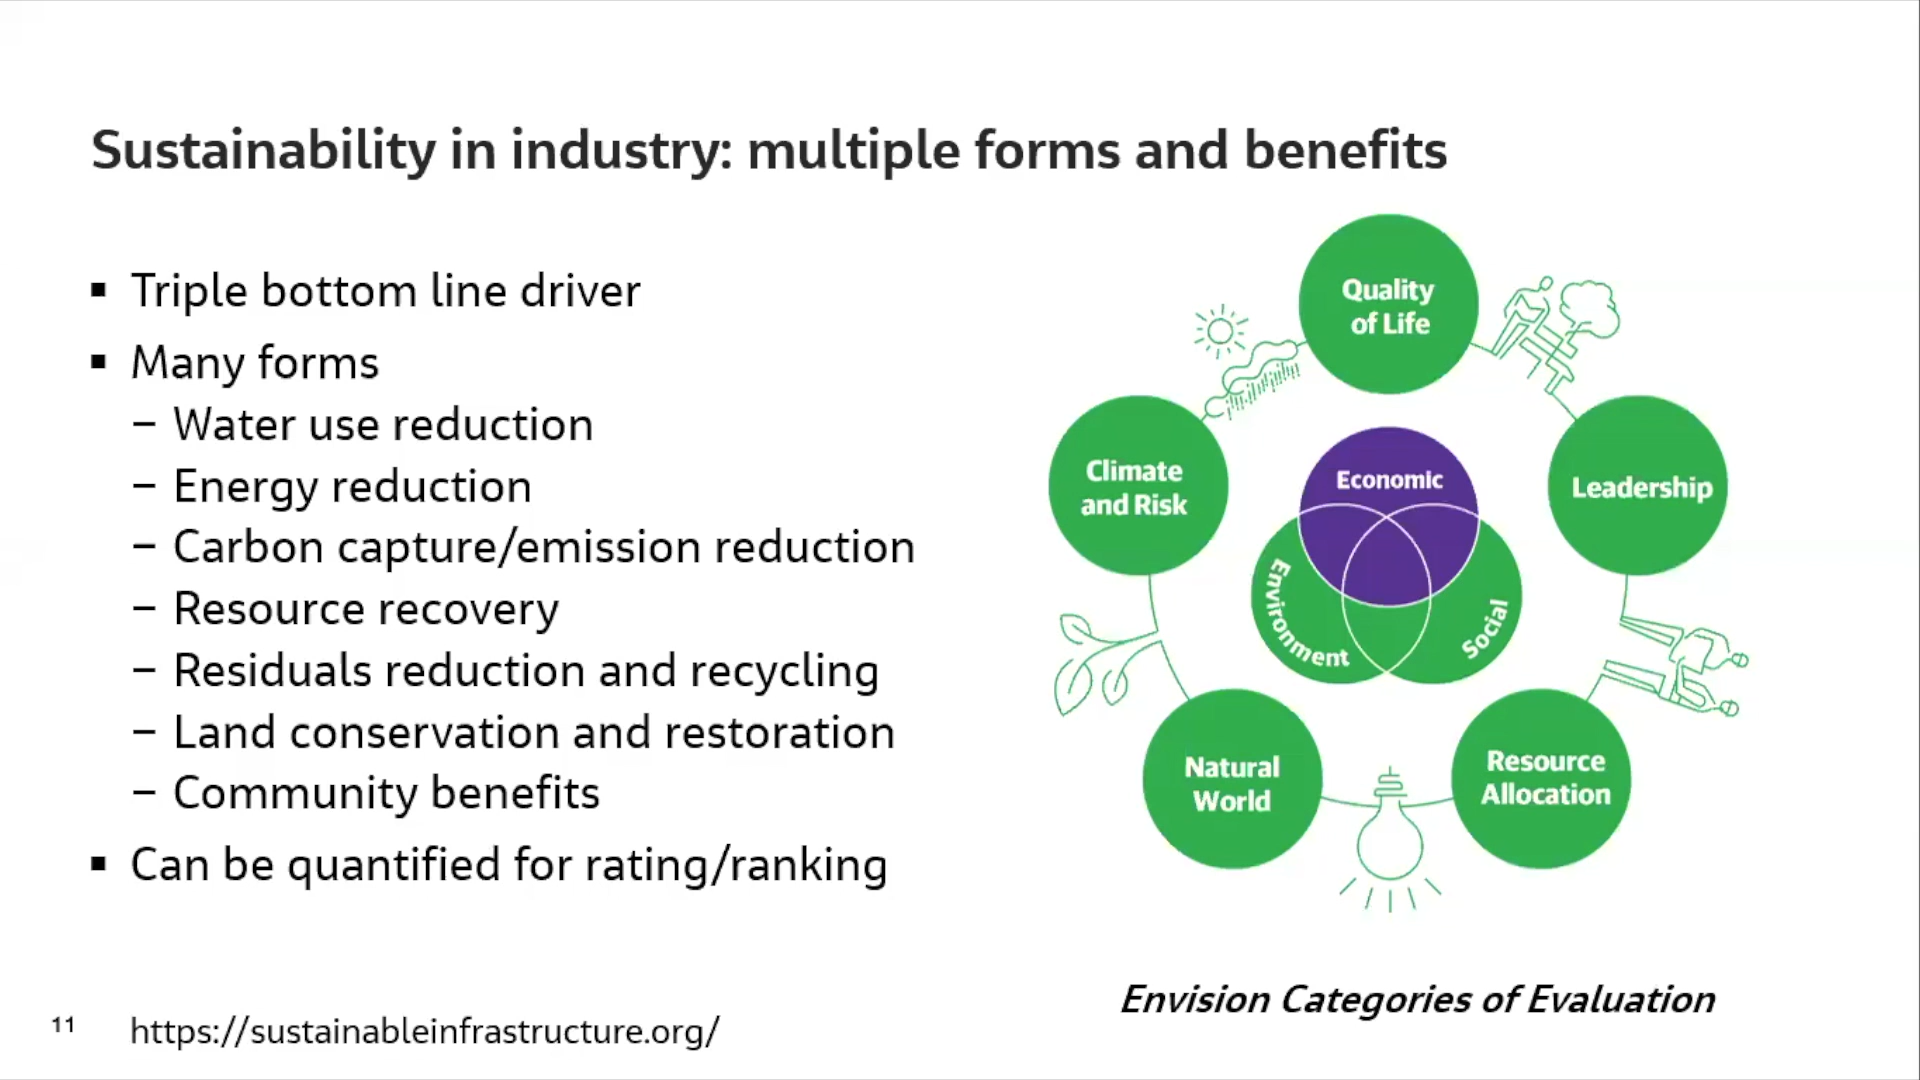 Sustainability in industry: multiple forms and benefits
▪ Triple bottom line driver
▪ Many forms
– Water use reduction
– Energy reduction
– Carbon capture/emission reduction
– Resource recovery
– Residuals reduction and recycling
– Land conservation and restoration
– Community benefits
▪ Can be quantified for rating/ranking
Quality
of Life
Climate
and Risk
Leadership
Economic
Environment
Social
Natural
World
Resource
Allocation
Envision Categories of Evaluation
11
https://sustainableinfrastructure.org/